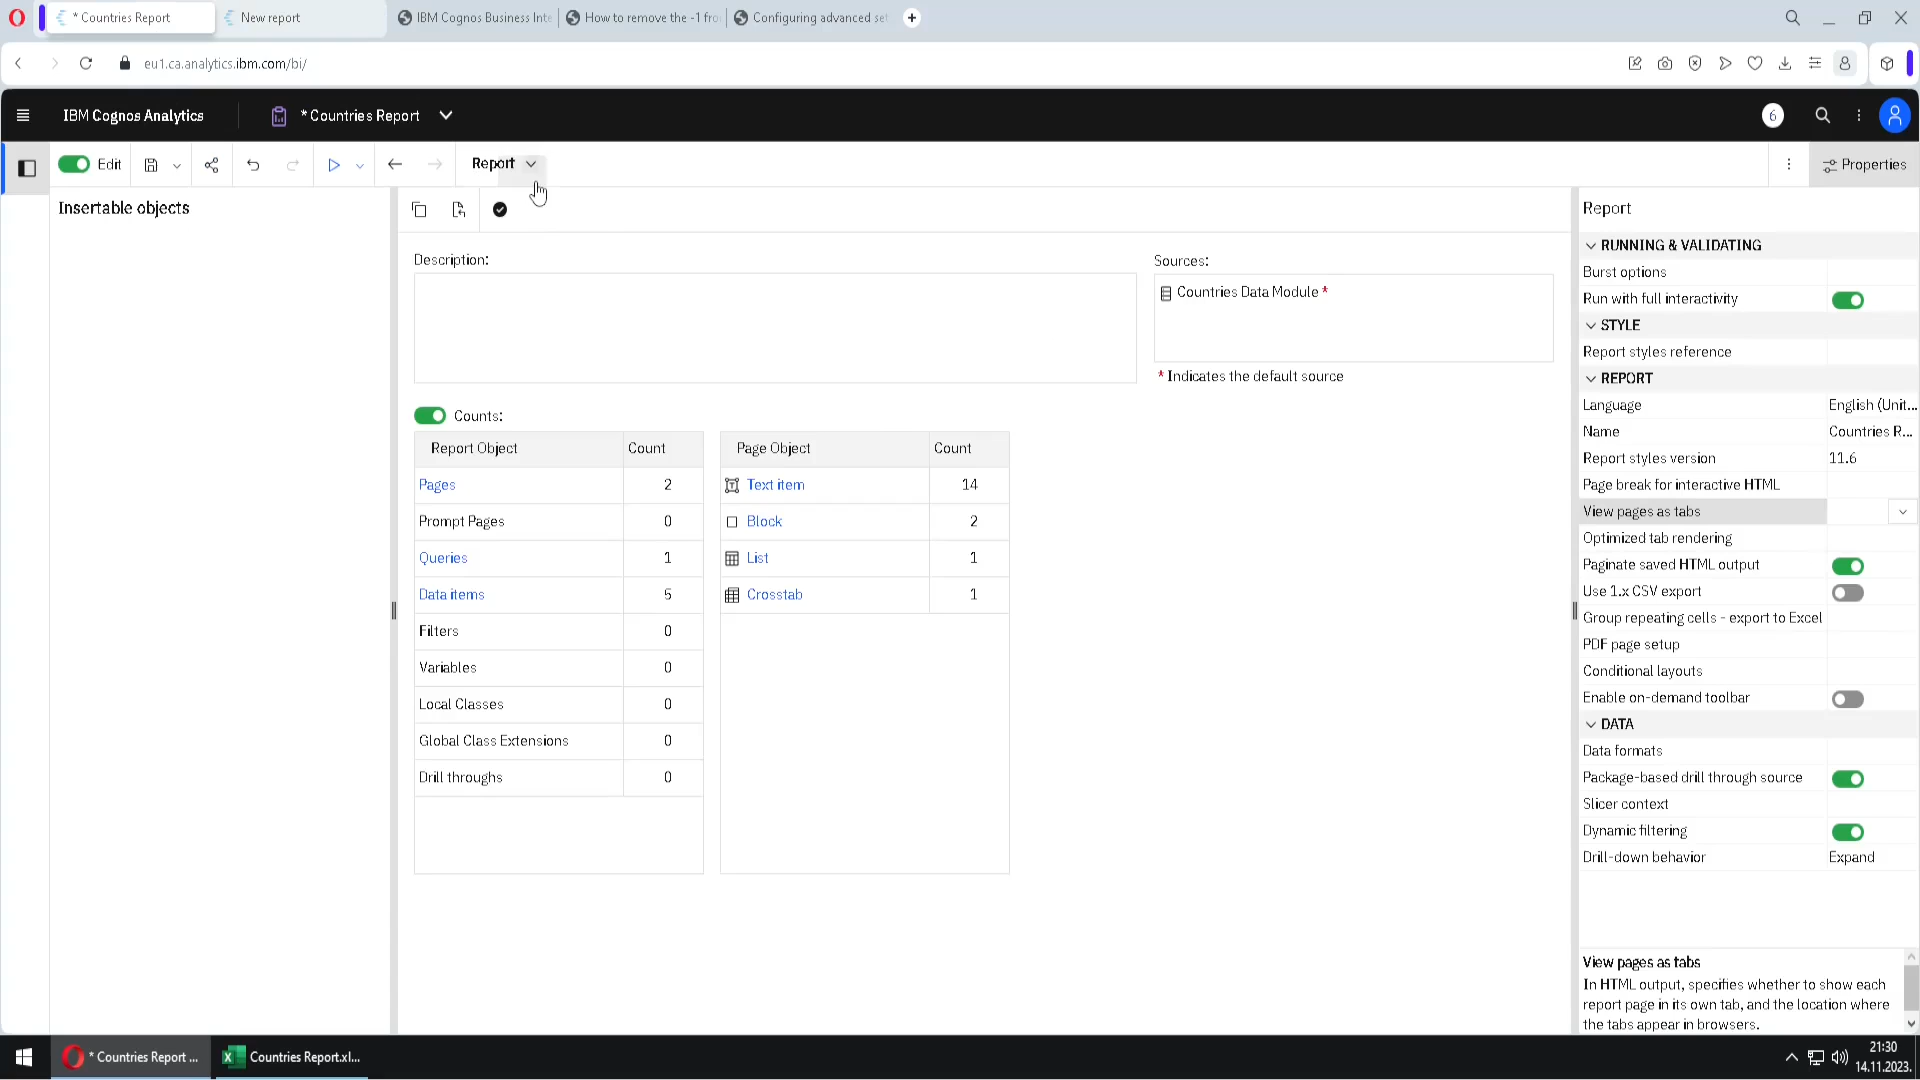 * Countries Report
New report
IBM Cognos Business Inte
How to remove the -1 fro
Configuring advanced set
eu1.ca.analytics.ibm.com/bi/
IBM Cognos Analytics
* Countries Report
6
Edit
Report
Properties
Insertable objects
Description:
Sources:
Countries Data Module *
* Indicates the default source
Counts:
Report Object Count
Pages 2
Prompt Pages 0
Queries 1
Data items 5
Filters 0
Variables 0
Local Classes 0
Global Class Extensions 0
Drill throughs 0
Page Object Count
Text item 14
Block 2
List 1
Crosstab 1
Report
RUNNING & VALIDATING
Burst options
Run with full interactivity
STYLE
Report styles reference
REPORT
Language English (Unit...
Name Countries R...
Report styles version 11.6
Page break for interactive HTML
View pages as tabs
Optimized tab rendering
Paginate saved HTML output
Use 1.x CSV export
Group repeating cells - export to Excel
PDF page setup
Conditional layouts
Enable on-demand toolbar
DATA
Data formats
Package-based drill through source
Slicer context
Dynamic filtering
Drill-down behavior Expand
View pages as tabs
In HTML output, specifies whether to show each
report page in its own tab, and the location where
the tabs appear in browsers.
* Countries Report ...
Countries Report.xl...
21:30
14.11.2023.